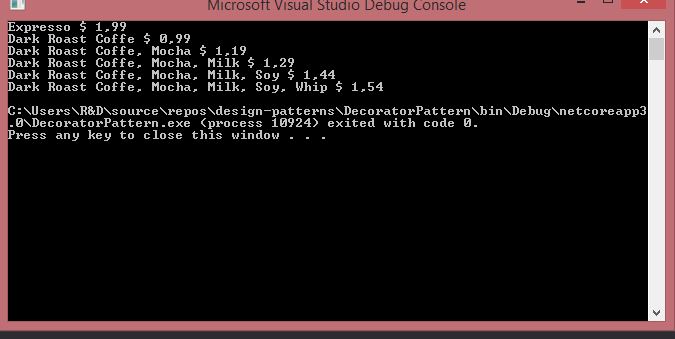 Microsoft Visual Studio Debug Console
Expresso $ 1,99
Dark Roast Coffe $ 0,99
Dark Roast Coffe, Mocha $ 1,19
Dark Roast Coffe, Mocha, Milk $ 1,29
Dark Roast Coffe, Mocha, Milk, Soy $ 1,44
Dark Roast Coffe, Mocha, Milk, Soy, Whip $ 1,54
C:\Users\R&D\source\repos\design-patterns\DecoratorPattern\bin\Debug\netcoreapp3
.0\DecoratorPattern.exe (process 10924) exited with code 0.
Press any key to close this window . . .